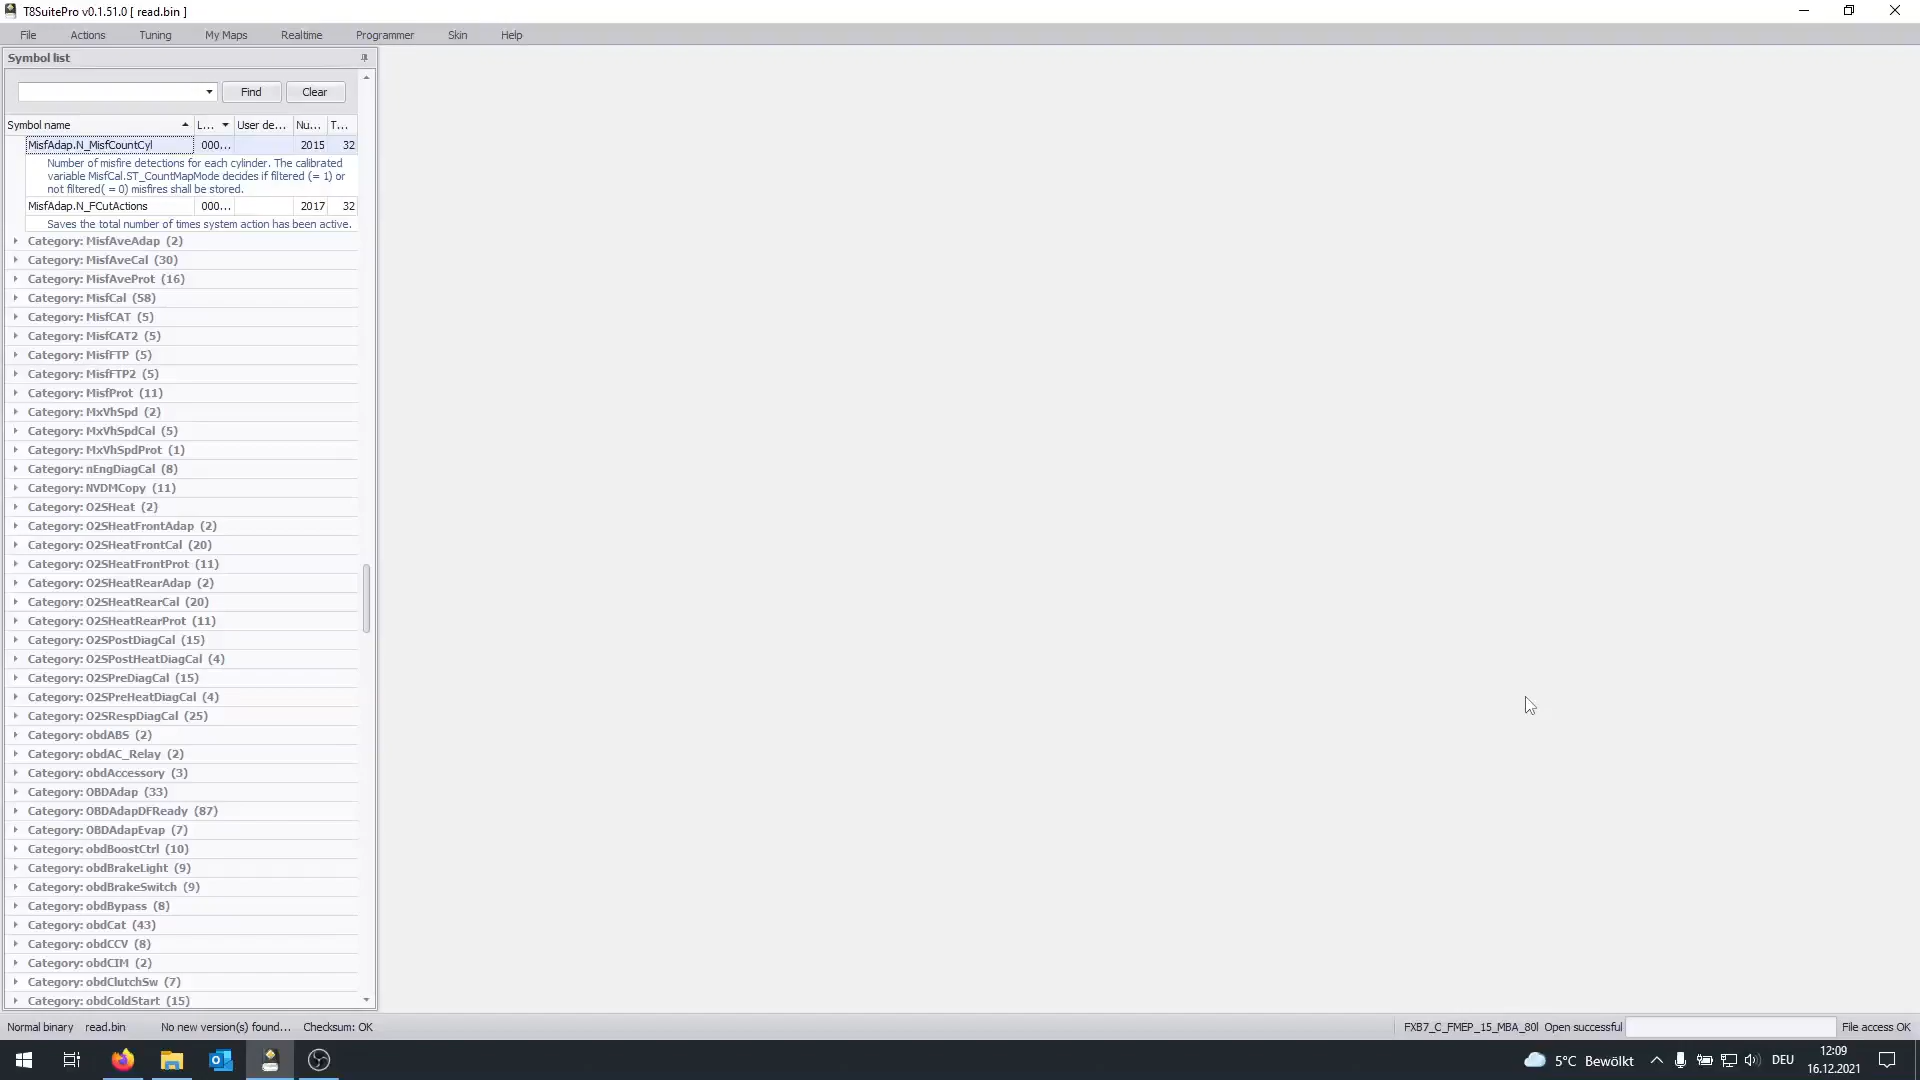 T8SuitePro v0.1.51.0 [ read.bin ]
File Actions Tuning My Maps Realtime Programmer Skin Help
Symbol list
Find Clear
Symbol name L... User de... Nu... T...
MisfAdap.N_MisfCountCyl 000... 2015 32
Number of misfire detections for each cylinder. The calibrated
variable MisfCal.ST_CountMapMode decides if filtered (= 1) or
not filtered( = 0) misfires shall be stored.
MisfAdap.N_FCutActions 000... 2017 32
Saves the total number of times system action has been active.
Category: MisfAveAdap (2)
Category: MisfAveCal (30)
Category: MisfAveProt (16)
Category: MisfCal (58)
Category: MisfCAT (5)
Category: MisfCAT2 (5)
Category: MisfFTP (5)
Category: MisfFTP2 (5)
Category: MisfProt (11)
Category: MxVhSpd (2)
Category: MxVhSpdCal (5)
Category: MxVhSpdProt (1)
Category: nEngDiagCal (8)
Category: NVDMCopy (11)
Category: O2SHeat (2)
Category: O2SHeatFrontAdap (2)
Category: O2SHeatFrontCal (20)
Category: O2SHeatFrontProt (11)
Category: O2SHeatRearAdap (2)
Category: O2SHeatRearCal (20)
Category: O2SHeatRearProt (11)
Category: O2SPostDiagCal (15)
Category: O2SPostHeatDiagCal (4)
Category: O2SPreDiagCal (15)
Category: O2SPreHeatDiagCal (4)
Category: O2SRespDiagCal (25)
Category: obdABS (2)
Category: obdAC_Relay (2)
Category: obdAccessory (3)
Category: OBDAdap (33)
Category: OBDAdapDFReady (87)
Category: OBDAdapEvap (7)
Category: obdBoostCtrl (10)
Category: obdBrakeLight (9)
Category: obdBrakeSwitch (9)
Category: obdBypass (8)
Category: obdCat (43)
Category: obdCCV (8)
Category: obdCIM (2)
Category: obdClutchSw (7)
Category: obdColdStart (15)
Normal binary read.bin No new version(s) found... Checksum: OK FXB7_C_FMEP_15_MBA_80l Open successful File access OK
5°C Bewölkt DEU 12:09
16.12.2021